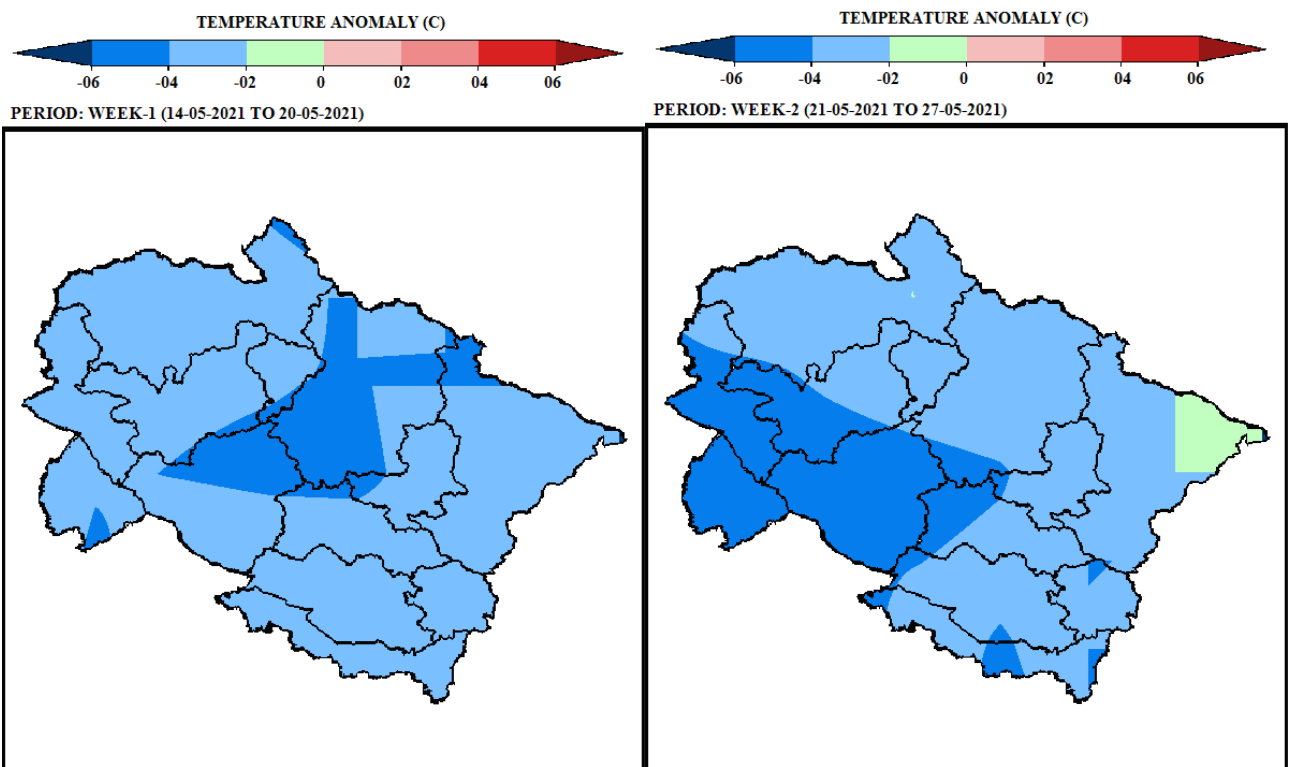 TEMPERATURE ANOMALY (C)
-06 -04 -02 0 02 04 06
PERIOD: WEEK-1 (14-05-2021 TO 20-05-2021)
TEMPERATURE ANOMALY (C)
-06 -04 -02 0 02 04 06
PERIOD: WEEK-2 (21-05-2021 TO 27-05-2021)